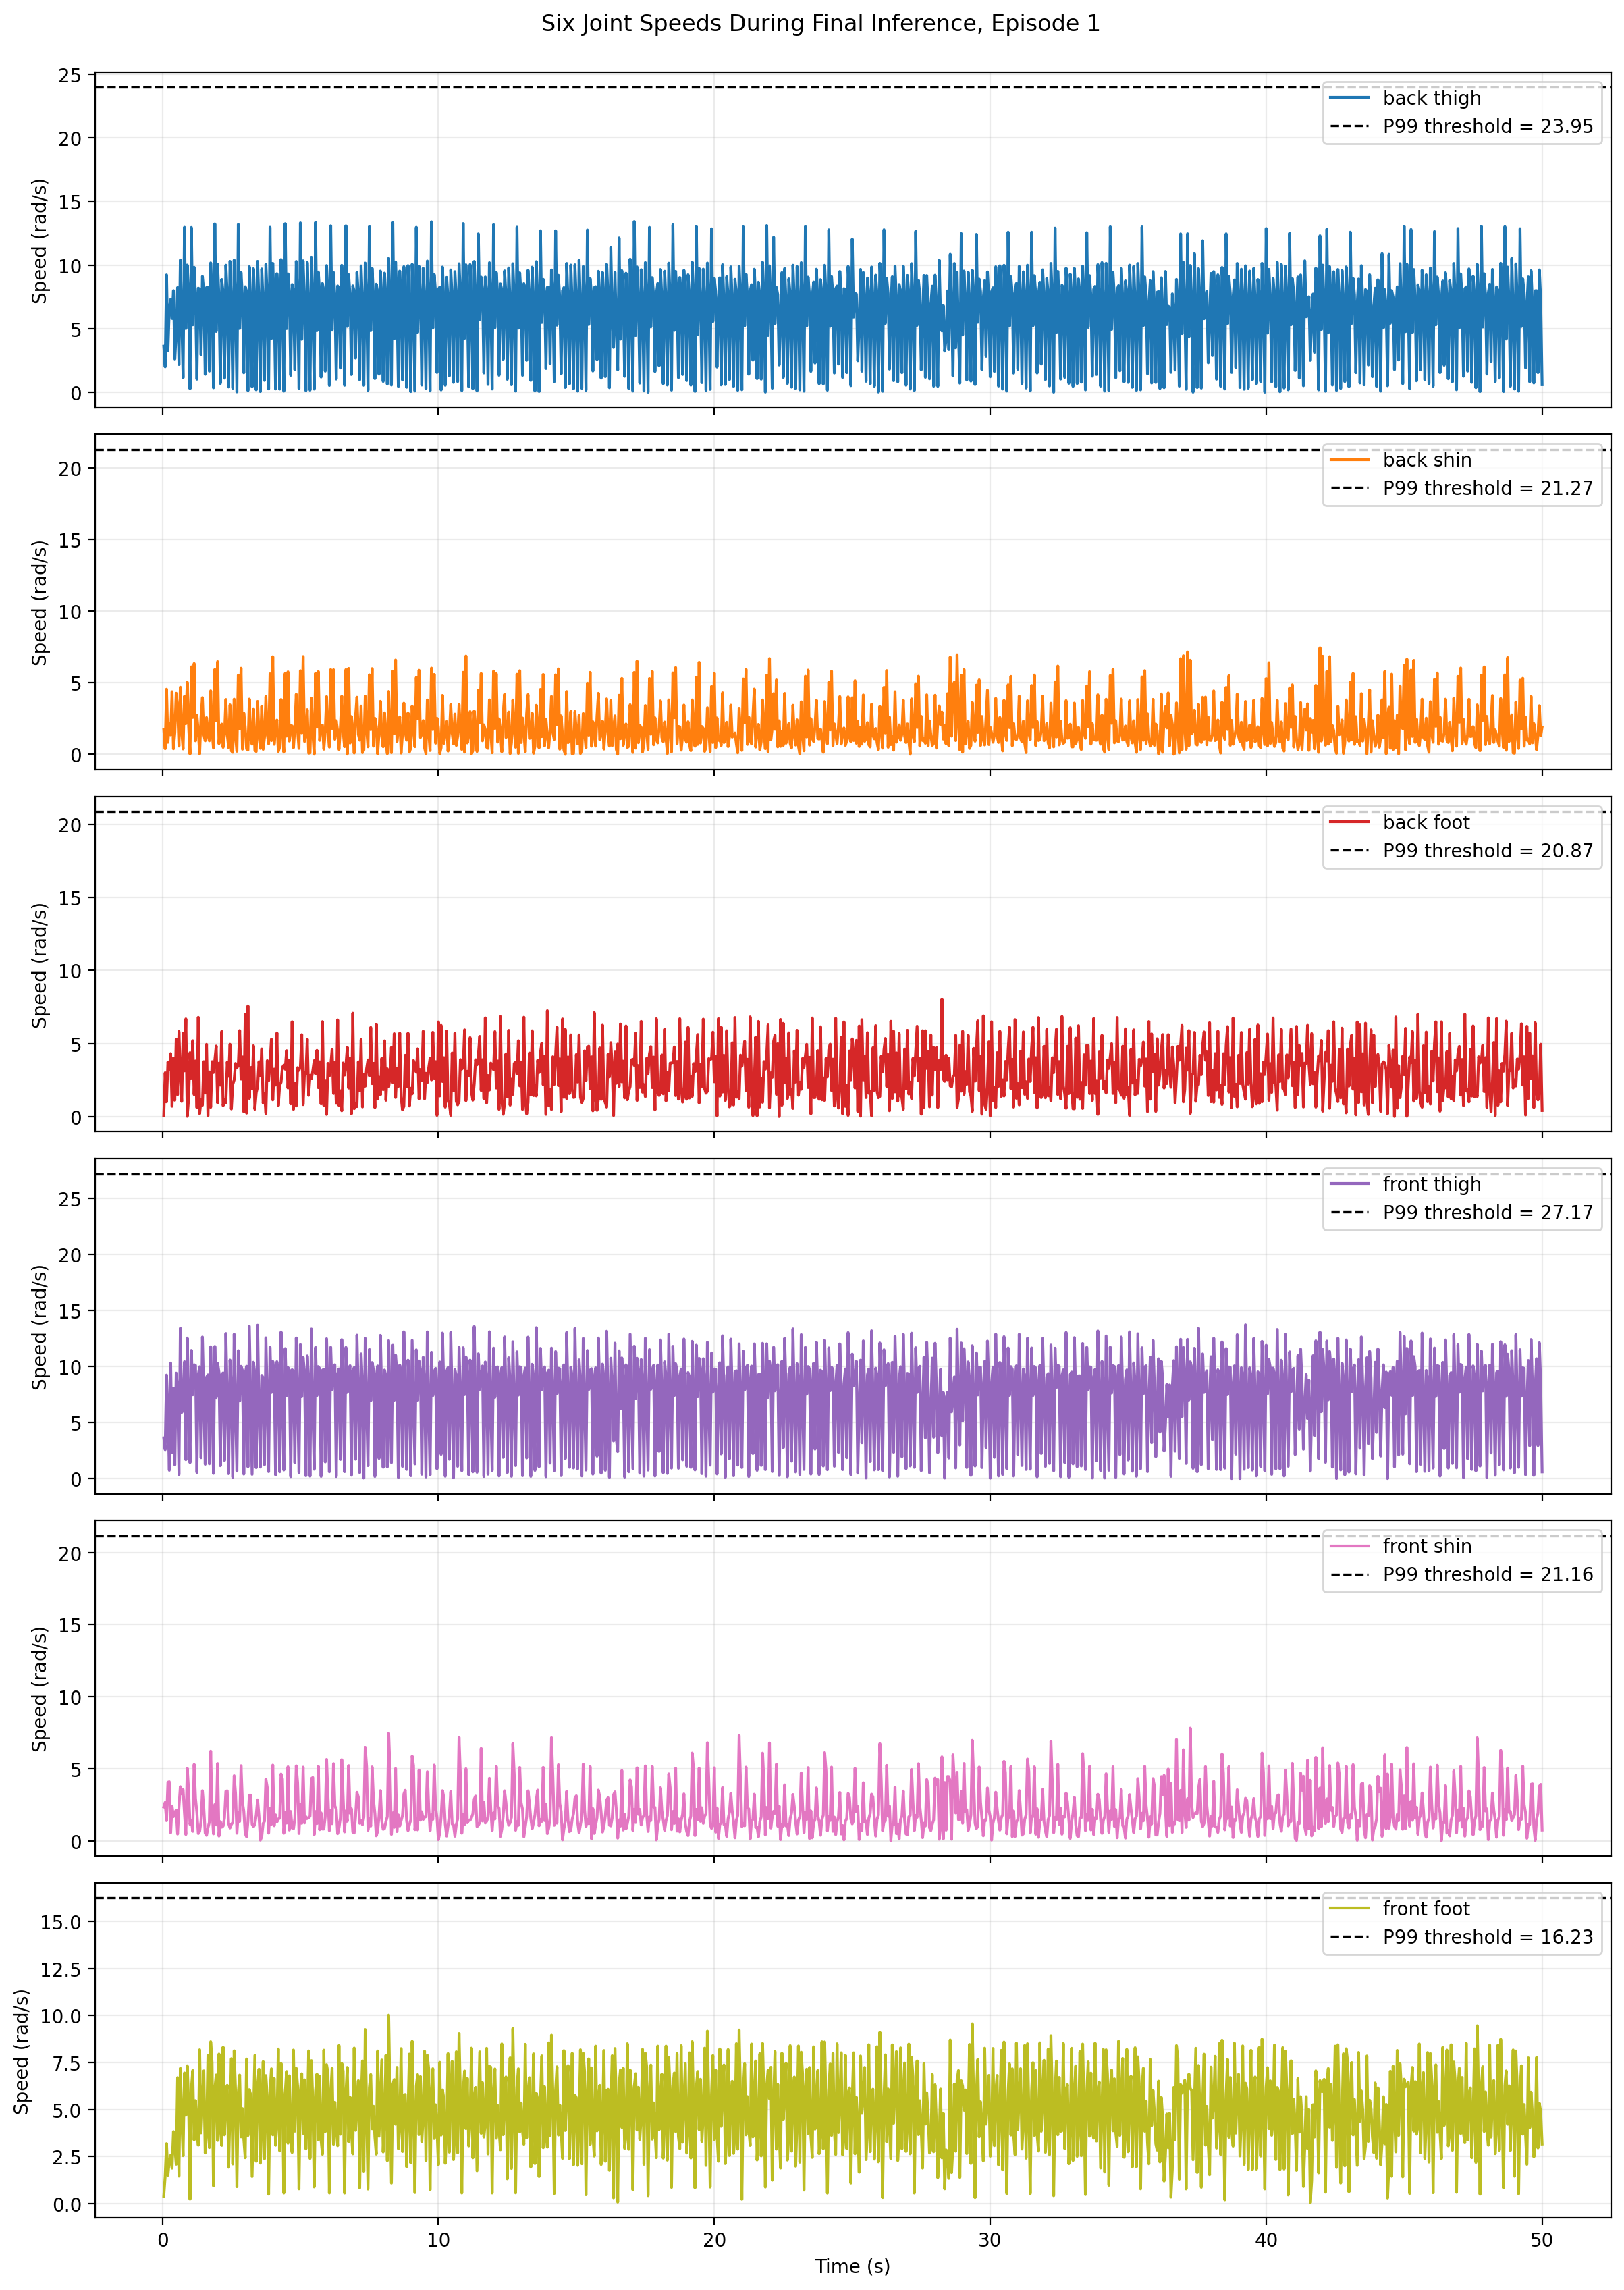 Six Joint Speeds During Final Inference, Episode 1
25
20
15
10
5
0
Speed (rad/s)
back thigh
P99 threshold = 23.95
20
15
10
5
0
Speed (rad/s)
back shin
P99 threshold = 21.27
20
15
10
5
0
Speed (rad/s)
back foot
P99 threshold = 20.87
25
20
15
10
5
0
Speed (rad/s)
front thigh
P99 threshold = 27.17
20
15
10
5
0
Speed (rad/s)
front shin
P99 threshold = 21.16
15.0
12.5
10.0
7.5
5.0
2.5
0.0
Speed (rad/s)
front foot
P99 threshold = 16.23
0 10 20 30 40 50
Time (s)